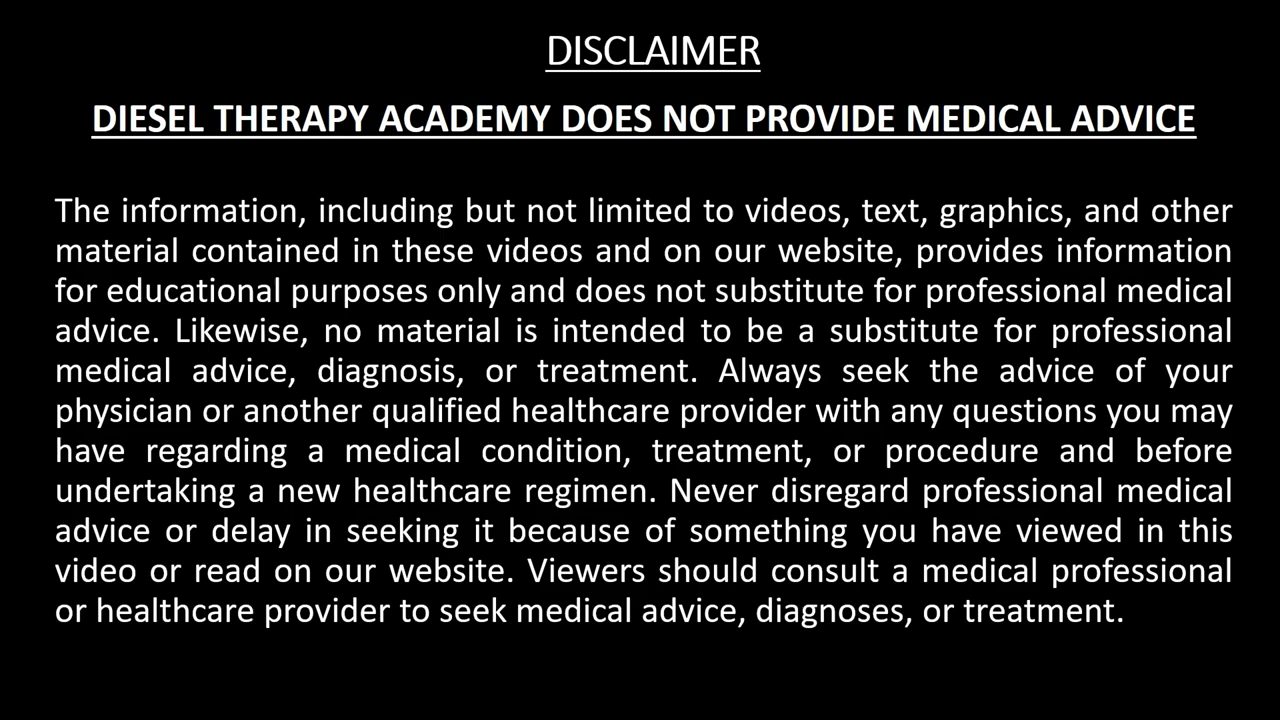 DISCLAIMER
DIESEL THERAPY ACADEMY DOES NOT PROVIDE MEDICAL ADVICE
The information, including but not limited to videos, text, graphics, and other
material contained in these videos and on our website, provides information
for educational purposes only and does not substitute for professional medical
advice. Likewise, no material is intended to be a substitute for professional
medical advice, diagnosis, or treatment. Always seek the advice of your
physician or another qualified healthcare provider with any questions you may
have regarding a medical condition, treatment, or procedure and before
undertaking a new healthcare regimen. Never disregard professional medical
advice or delay in seeking it because of something you have viewed in this
video or read on our website. Viewers should consult a medical professional
or healthcare provider to seek medical advice, diagnoses, or treatment.